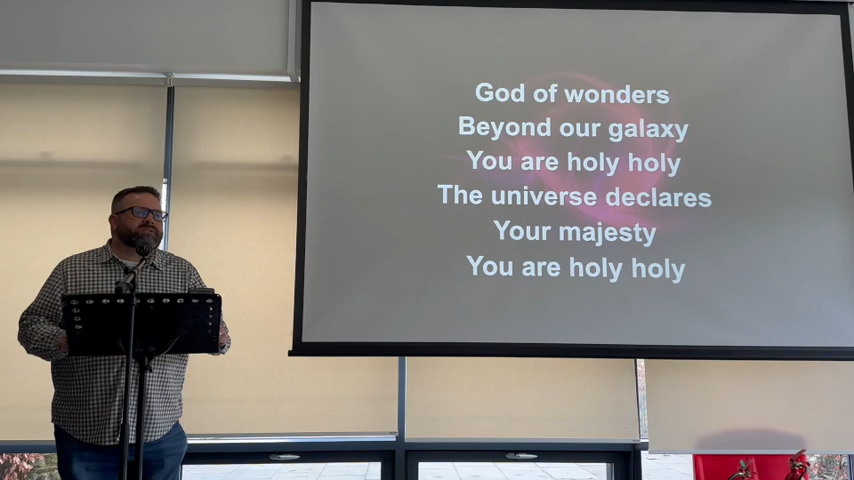 God of wonders
Beyond our galaxy
You are holy holy
The universe declares
Your majesty
You are holy holy